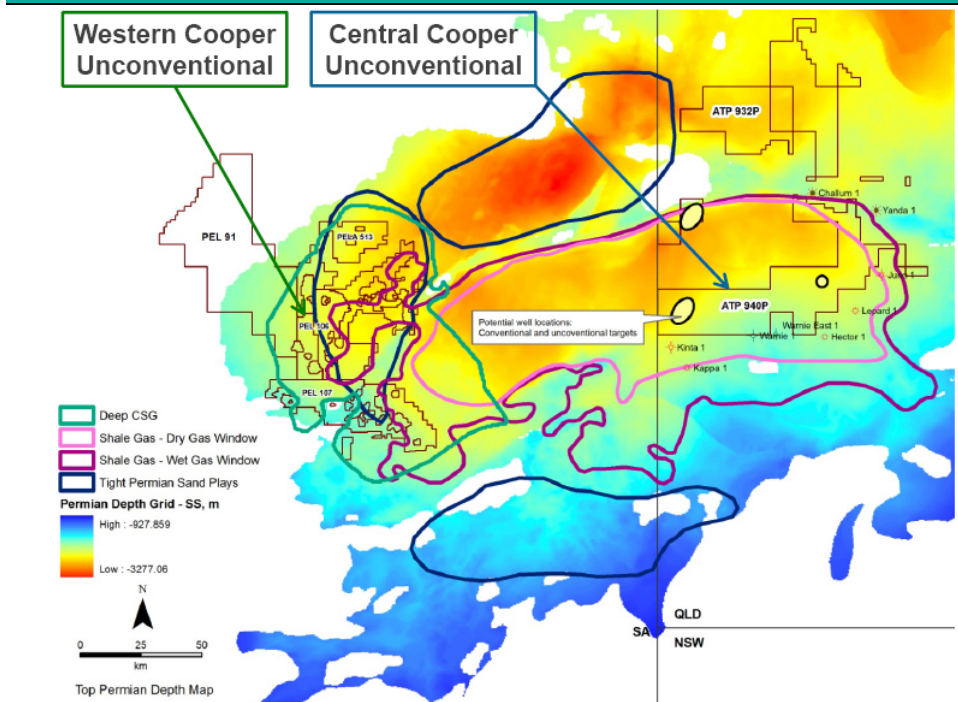 Western Cooper
Unconventional
Central Cooper
Unconventional
ATP 932P
Challum 1
Yanda 1
PEL 91
PELA 513
PEL 106
ATP 940P
Lepard 1
Potential well locations:
Conventional and unconventional targets
Warnie East 1
Warnie 1
Hector 1
Kinta 1
Kappa 1
PEL 107
Deep CSG
Shale Gas - Dry Gas Window
Shale Gas - Wet Gas Window
Tight Permian Sand Plays
Permian Depth Grid - SS, m
High : -927.859
Low : -3277.06
N
0 25 50
km
Top Permian Depth Map
QLD
SA
NSW